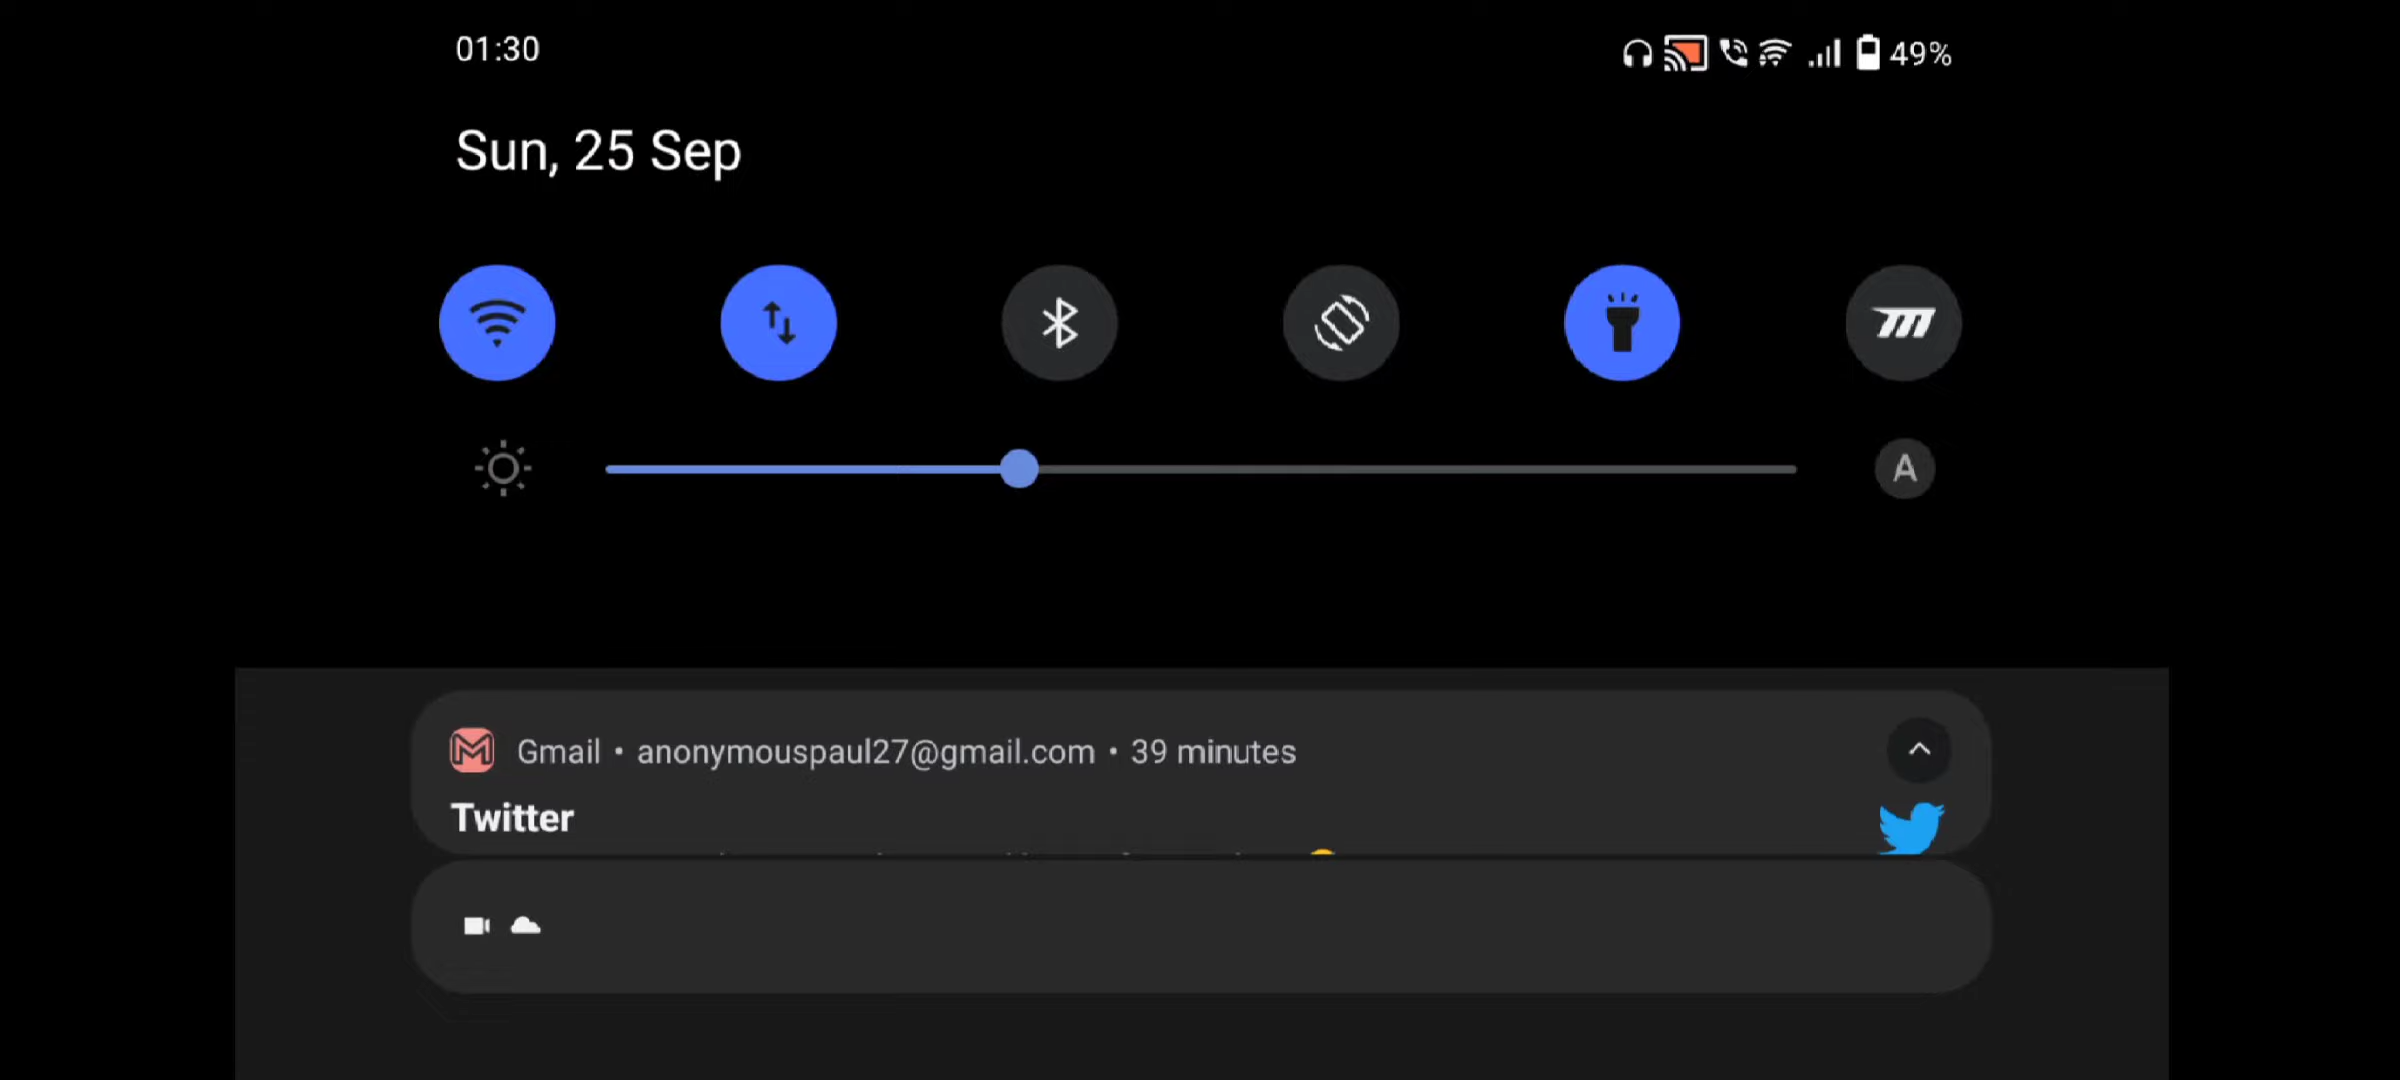 01:30
49%
Sun, 25 Sep
A
Gmail • anonymouspaul27@gmail.com • 39 minutes
Twitter